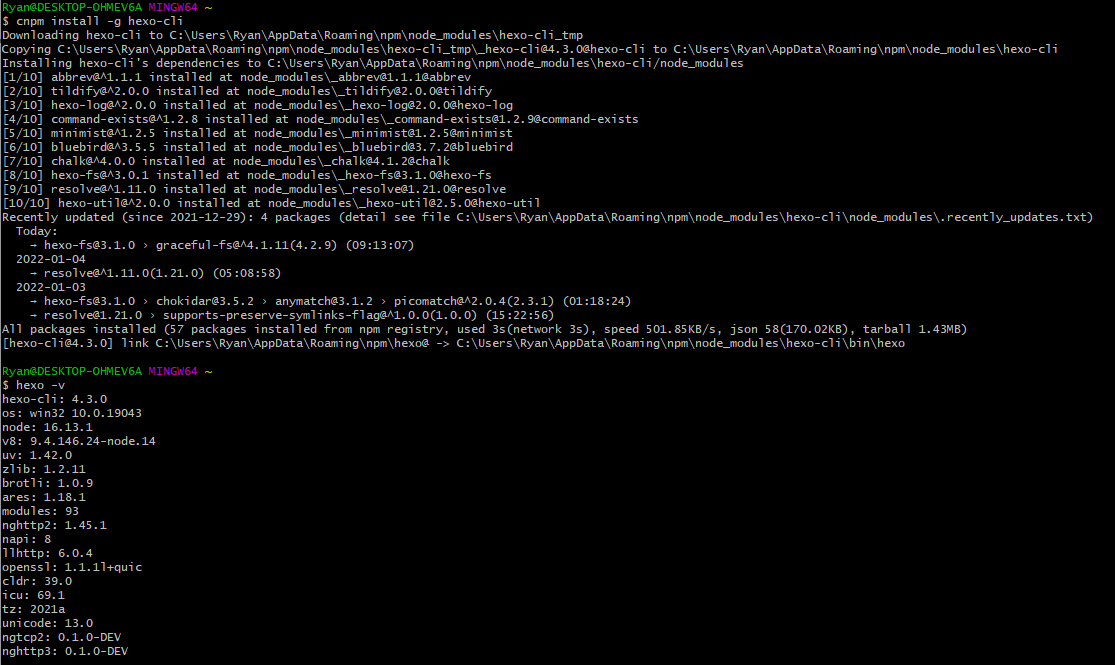 Ryan@DESKTOP-OHMEV6A MINGW64 ~
$ cnpm install -g hexo-cli
Downloading hexo-cli to C:\Users\Ryan\AppData\Roaming\npm\node_modules\hexo-cli_tmp
Copying C:\Users\Ryan\AppData\Roaming\npm\node_modules\hexo-cli_tmp\_hexo-cli@4.3.0@hexo-cli to C:\Users\Ryan\AppData\Roaming\npm\node_modules\hexo-cli
Installing hexo-cli's dependencies to C:\Users\Ryan\AppData\Roaming\npm\node_modules\hexo-cli/node_modules
[1/10] abbrev@^1.1.1 installed at node_modules\_abbrev@1.1.1@abbrev
[2/10] tildify@^2.0.0 installed at node_modules\_tildify@2.0.0@tildify
[3/10] hexo-log@^2.0.0 installed at node_modules\_hexo-log@2.0.0@hexo-log
[4/10] command-exists@^1.2.8 installed at node_modules\_command-exists@1.2.9@command-exists
[5/10] minimist@^1.2.5 installed at node_modules\_minimist@1.2.5@minimist
[6/10] bluebird@^3.5.5 installed at node_modules\_bluebird@3.7.2@bluebird
[7/10] chalk@^4.0.0 installed at node_modules\_chalk@4.1.2@chalk
[8/10] hexo-fs@^3.0.1 installed at node_modules\_hexo-fs@3.1.0@hexo-fs
[9/10] resolve@^1.11.0 installed at node_modules\_resolve@1.21.0@resolve
[10/10] hexo-util@^2.0.0 installed at node_modules\_hexo-util@2.5.0@hexo-util
Recently updated (since 2021-12-29): 4 packages (detail see file C:\Users\Ryan\AppData\Roaming\npm\node_modules\hexo-cli\node_modules\.recently_updates.txt)
Today:
→ hexo-fs@3.1.0 › graceful-fs@^4.1.11(4.2.9) (09:13:07)
2022-01-04
→ resolve@^1.11.0(1.21.0) (05:08:58)
2022-01-03
→ hexo-fs@3.1.0 › chokidar@3.5.2 › anymatch@3.1.2 › picomatch@^2.0.4(2.3.1) (01:18:24)
→ resolve@1.21.0 › supports-preserve-symlinks-flag@^1.0.0(1.0.0) (15:22:56)
All packages installed (57 packages installed from npm registry, used 3s(network 3s), speed 501.85KB/s, json 58(170.02KB), tarball 1.43MB)
[hexo-cli@4.3.0] link C:\Users\Ryan\AppData\Roaming\npm\hexo@ -> C:\Users\Ryan\AppData\Roaming\npm\node_modules\hexo-cli\bin\hexo
Ryan@DESKTOP-OHMEV6A MINGW64 ~
$ hexo -v
hexo-cli: 4.3.0
os: win32 10.0.19043
node: 16.13.1
v8: 9.4.146.24-node.14
uv: 1.42.0
zlib: 1.2.11
brotli: 1.0.9
ares: 1.18.1
modules: 93
nghttp2: 1.45.1
napi: 8
llhttp: 6.0.4
openssl: 1.1.1l+quic
cldr: 39.0
icu: 69.1
tz: 2021a
unicode: 13.0
ngtcp2: 0.1.0-DEV
nghttp3: 0.1.0-DEV